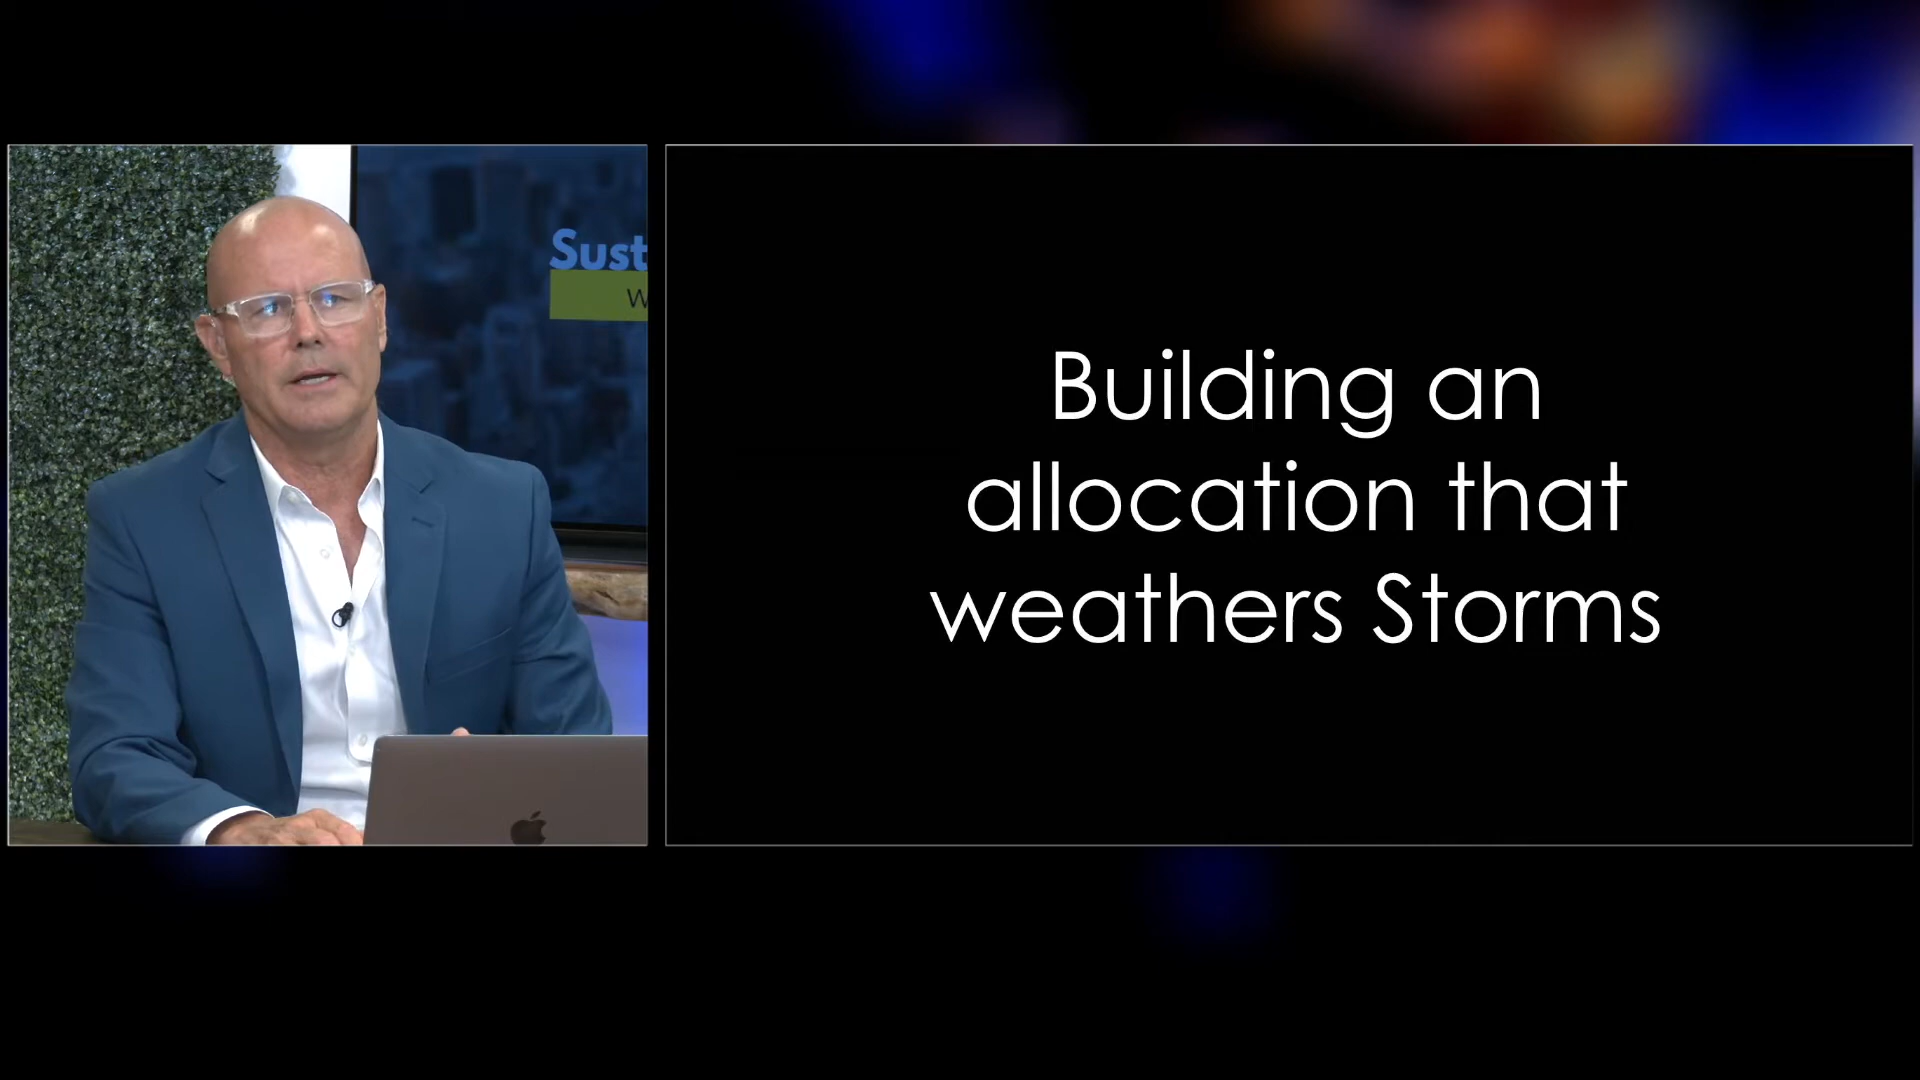 Sust
W
Building an
allocation that
weathers Storms